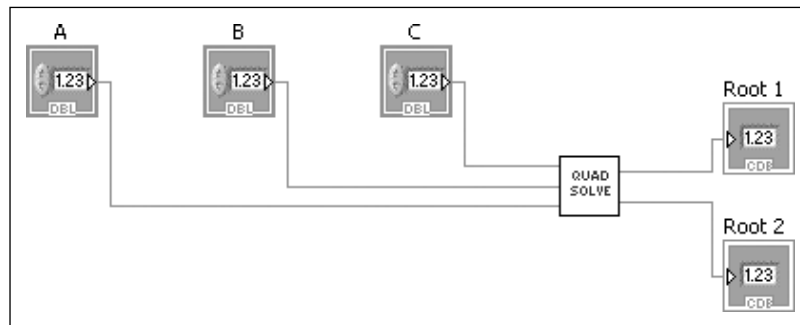 A
B
C
1.23
DBL
1.23
DBL
1.23
DBL
Root 1
1.23
CDB
QUAD
SOLVE
Root 2
1.23
CDB